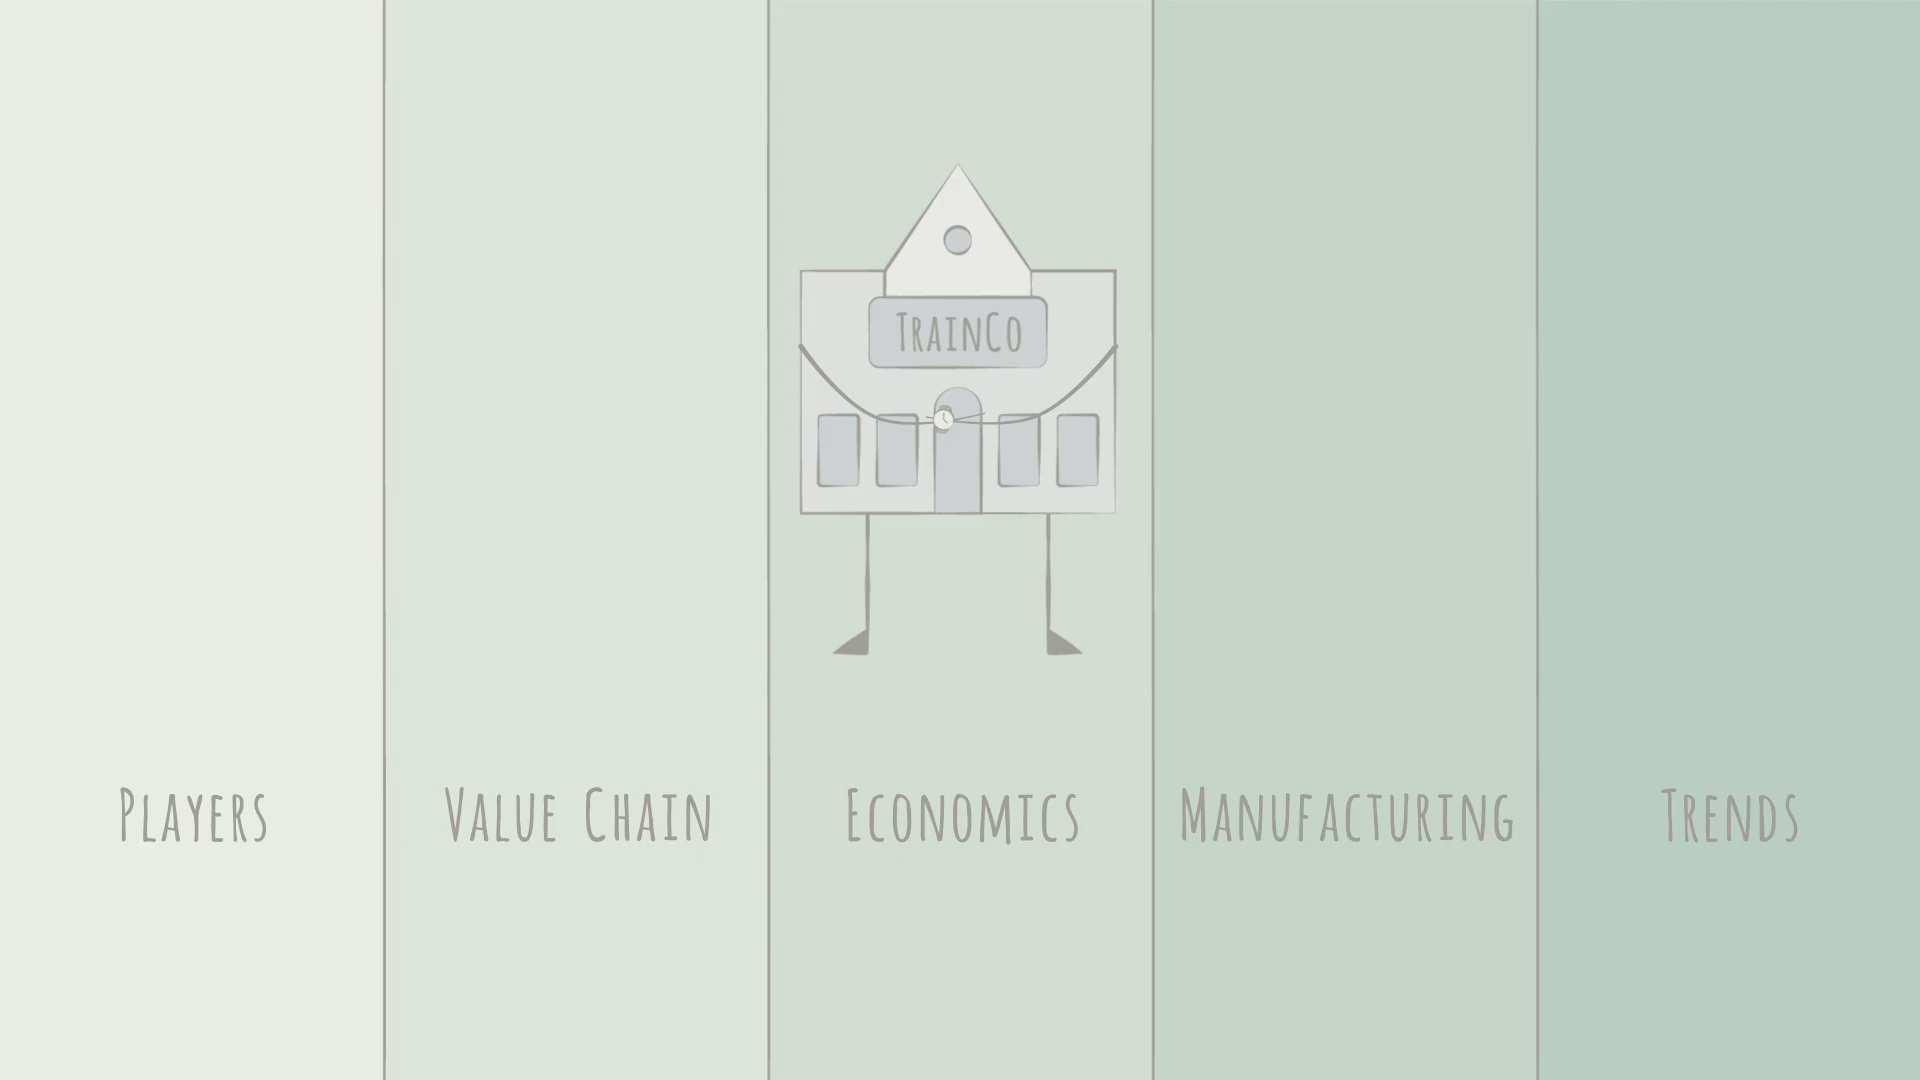 TrainCo
Players
Value Chain
Economics
Manufacturing
Trends